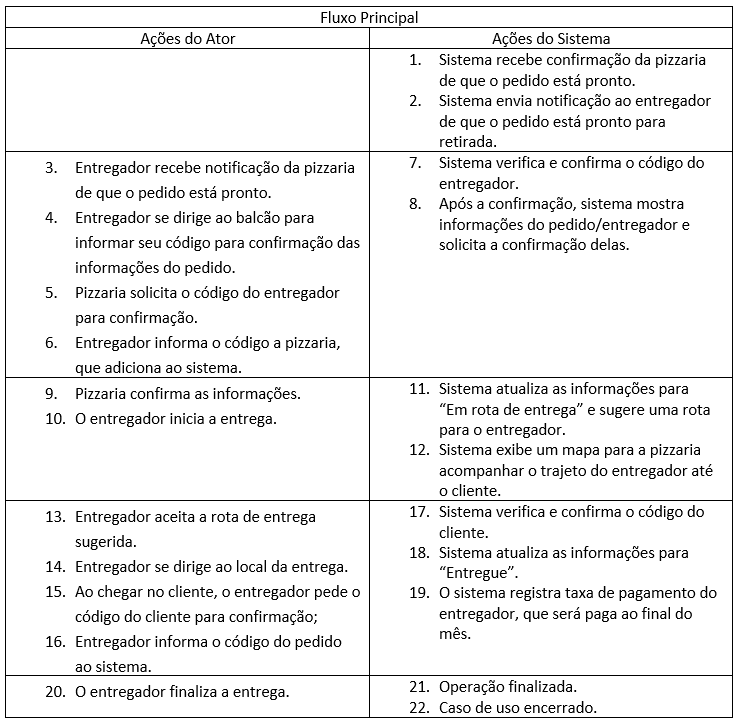 Fluxo Principal
Ações do Ator
Ações do Sistema
1. Sistema recebe confirmação da pizzaria
de que o pedido está pronto.
2. Sistema envia notificação ao entregador
de que o pedido está pronto para
retirada.
3. Entregador recebe notificação da pizzaria
de que o pedido está pronto.
4. Entregador se dirige ao balcão para
informar seu código para confirmação das
informações do pedido.
5. Pizzaria solicita o código do entregador
para confirmação.
6. Entregador informa o código a pizzaria,
que adiciona ao sistema.
7. Sistema verifica e confirma o código do
entregador.
8. Após a confirmação, sistema mostra
informações do pedido/entregador e
solicita a confirmação delas.
9. Pizzaria confirma as informações.
10. O entregador inicia a entrega.
11. Sistema atualiza as informações para
“Em rota de entrega” e sugere uma rota
para o entregador.
12. Sistema exibe um mapa para a pizzaria
acompanhar o trajeto do entregador até
o cliente.
13. Entregador aceita a rota de entrega
sugerida.
14. Entregador se dirige ao local da entrega.
15. Ao chegar no cliente, o entregador pede o
código do cliente para confirmação;
16. Entregador informa o código do pedido
ao sistema.
17. Sistema verifica e confirma o código do
cliente.
18. Sistema atualiza as informações para
“Entregue”.
19. O sistema registra taxa de pagamento do
entregador, que será paga ao final do
mês.
20. O entregador finaliza a entrega.
21. Operação finalizada.
22. Caso de uso encerrado.